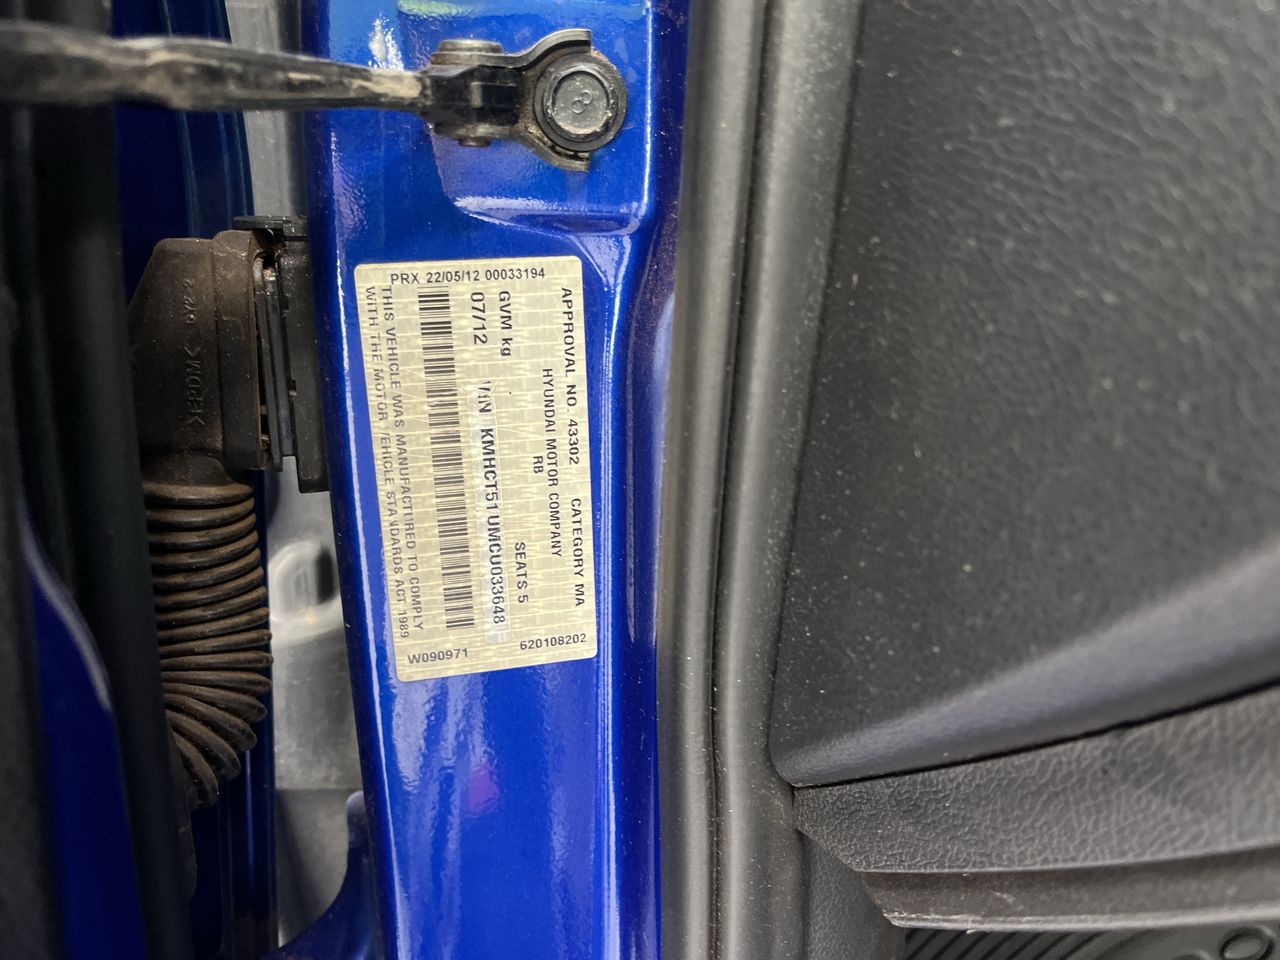 APPROVAL NO. 43302 CATEGORY MA
HYUNDAI MOTOR COMPANY
RB
GVM kg SEATS 5
07/12 VIN KMHCT51UMCU033648
THIS VEHICLE WAS MANUFACTURED TO COMPLY
WITH THE MOTOR VEHICLE STANDARDS ACT 1989
PRX 22/05/12 00033194
W090971 620108202
8